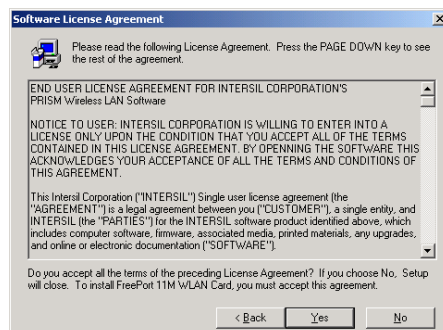 Software License Agreement
Please read the following License Agreement. Press the PAGE DOWN key to see
the rest of the agreement.
END USER LICENSE AGREEMENT FOR INTERSIL CORPORATION'S
PRISM Wireless LAN Software
NOTICE TO USER: INTERSIL CORPORATION IS WILLING TO ENTER INTO A
LICENSE ONLY UPON THE CONDITION THAT YOU ACCEPT ALL OF THE TERMS
CONTAINED IN THIS LICENSE AGREEMENT. BY OPENNING THE SOFTWARE THIS
ACKNOWLEDGES YOUR ACCEPTANCE OF ALL THE TERMS AND CONDITIONS OF
THIS AGREEMENT.
This Intersil Corporation ("INTERSIL") Single user license agreement (the
"AGREEMENT") is a legal agreement between you ("CUSTOMER"), a single entity, and
INTERSIL (the "PARTIES") for the INTERSIL software product identified above, which
includes computer software, firmware, associated media, printed materials, any upgrades,
and online or electronic documentation ("SOFTWARE").
Do you accept all the terms of the preceding License Agreement? If you choose No, Setup
will close. To install FreePort 11M WLAN Card, you must accept this agreement.
< Back Yes No